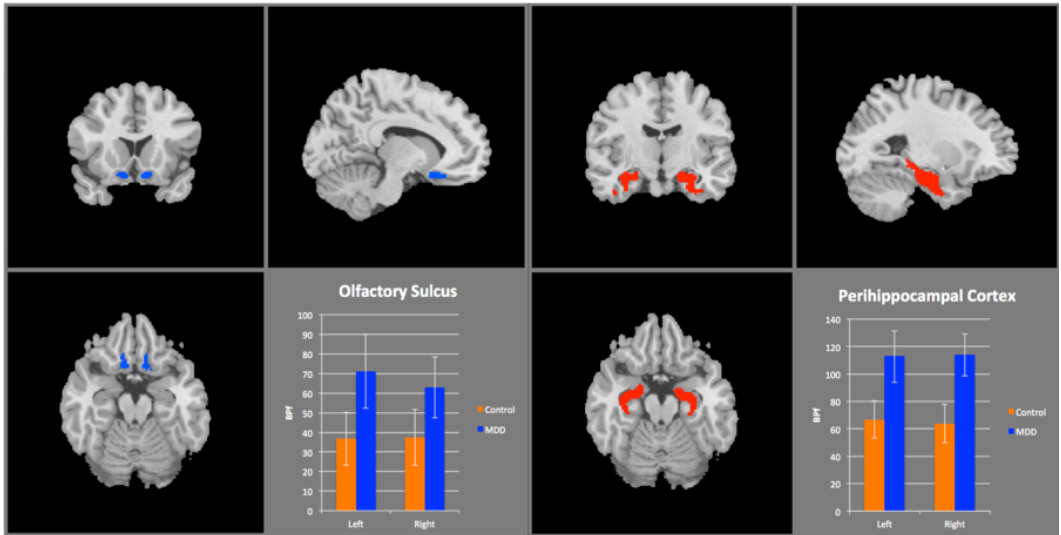 Olfactory Sulcus
100
90
80
70
60
50
40
30
20
10
0
BPf
Left
Right
Control
MDD
Perihippocampal Cortex
140
120
100
80
60
40
20
0
BPf
Left
Right
Control
MDD